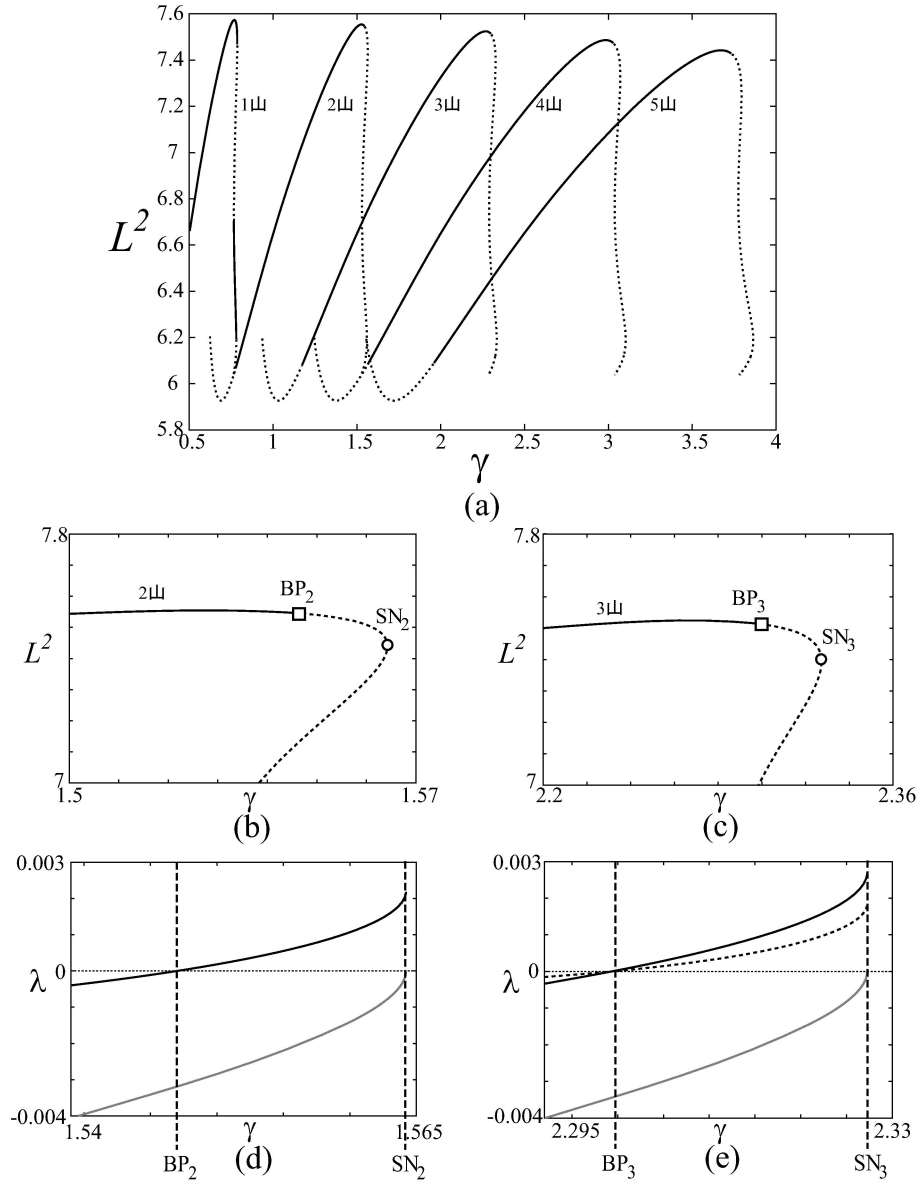 7.6
7.4
7.2
7
6.8
6.6
6.4
6.2
6
5.8
L²
1山
2山
3山
4山
5山
0.5
1
1.5
2
2.5
3
3.5
4
γ
(a)
7.8
L²
7
2山
BP₂
SN₂
1.5
γ
1.57
(b)
7.8
L²
7
3山
BP₃
SN₃
2.2
γ
2.36
(c)
0.003
0
λ
-0.004
1.54
γ
1.565
BP₂
(d)
SN₂
0.003
0
λ
-0.004
2.295
γ
2.33
BP₃
(e)
SN₃